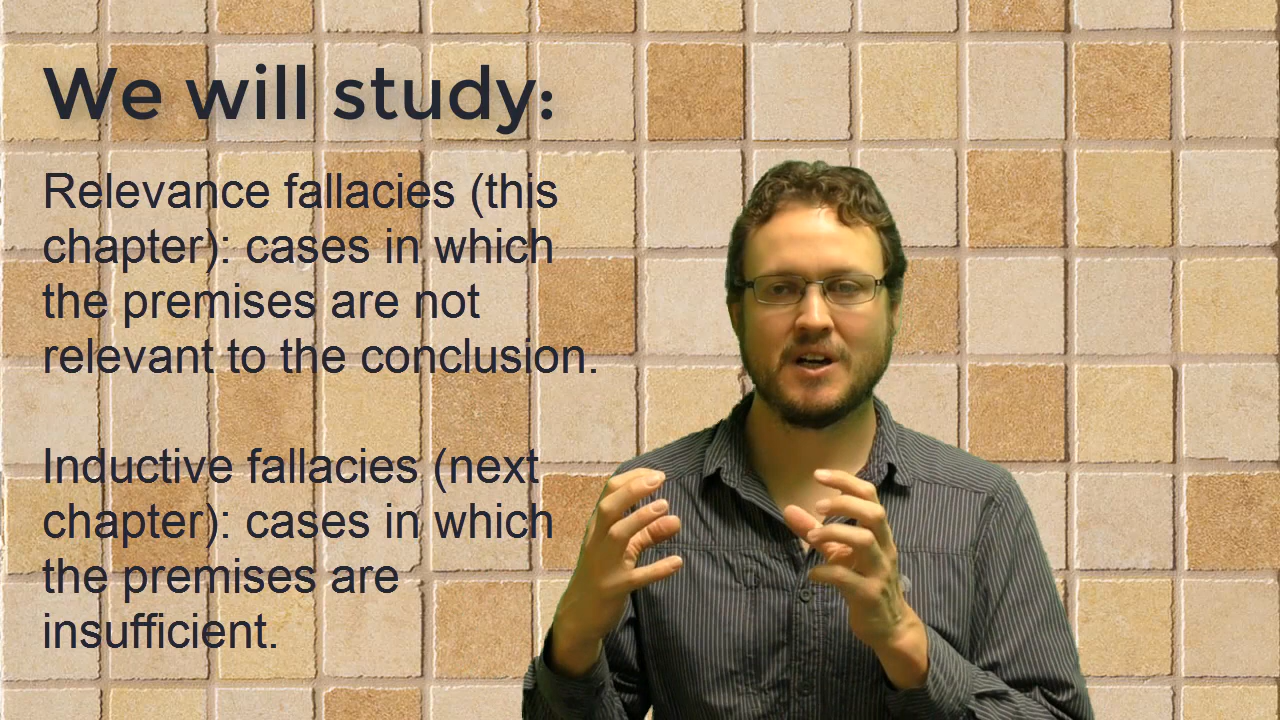 We will study:
Relevance fallacies (this
chapter): cases in which
the premises are not
relevant to the conclusion.
Inductive fallacies (next
chapter): cases in which
the premises are
insufficient.